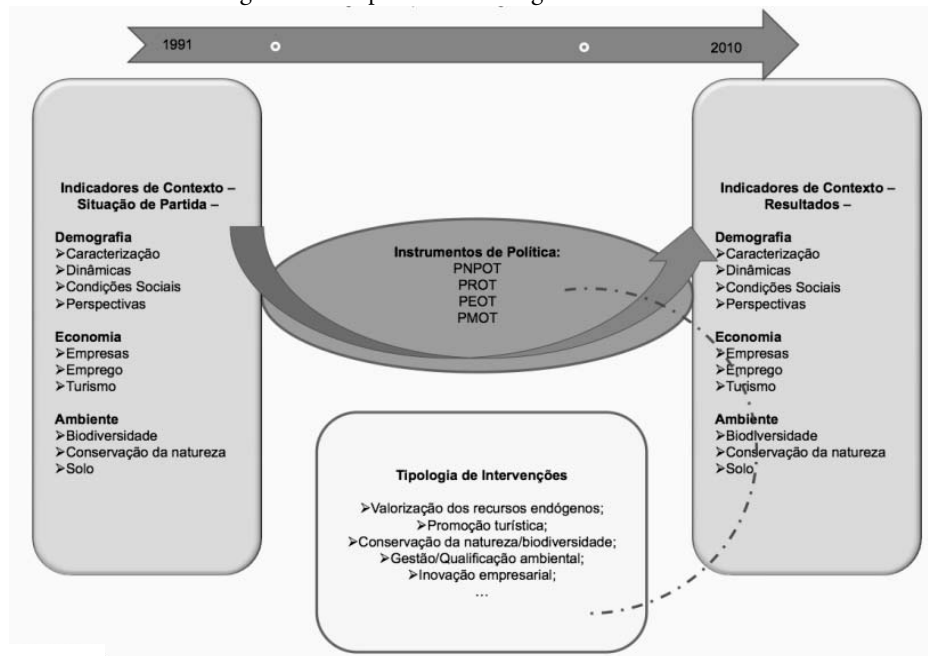 1991
2010
Indicadores de Contexto –
Situação de Partida –
Demografia
➢Caracterização
➢Dinâmicas
➢Condições Sociais
➢Perspectivas
Economia
➢Empresas
➢Emprego
➢Turismo
Ambiente
➢Biodiversidade
➢Conservação da natureza
➢Solo
Instrumentos de Política:
PNPOT
PROT
PEOT
PMOT
Tipologia de Intervenções
➢Valorização dos recursos endógenos;
➢Promoção turística;
➢Conservação da natureza/biodiversidade;
➢Gestão/Qualificação ambiental;
➢Inovação empresarial;
...
Indicadores de Contexto –
Resultados –
Demografia
➢Caracterização
➢Dinâmicas
➢Condições Sociais
➢Perspectivas
Economia
➢Empresas
➢Emprego
➢Turismo
Ambiente
➢Biodiversidade
➢Conservação da natureza
➢Solo